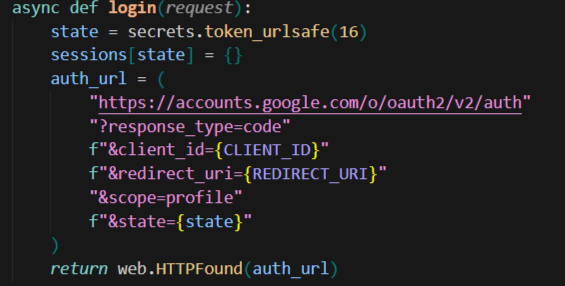 async def login(request):
state = secrets.token_urlsafe(16)
sessions[state] = {}
auth_url = (
"https://accounts.google.com/o/oauth2/v2/auth"
"?response_type=code"
f"&client_id={CLIENT_ID}"
f"&redirect_uri={REDIRECT_URI}"
"&scope=profile"
f"&state={state}"
)
return web.HTTPFound(auth_url)